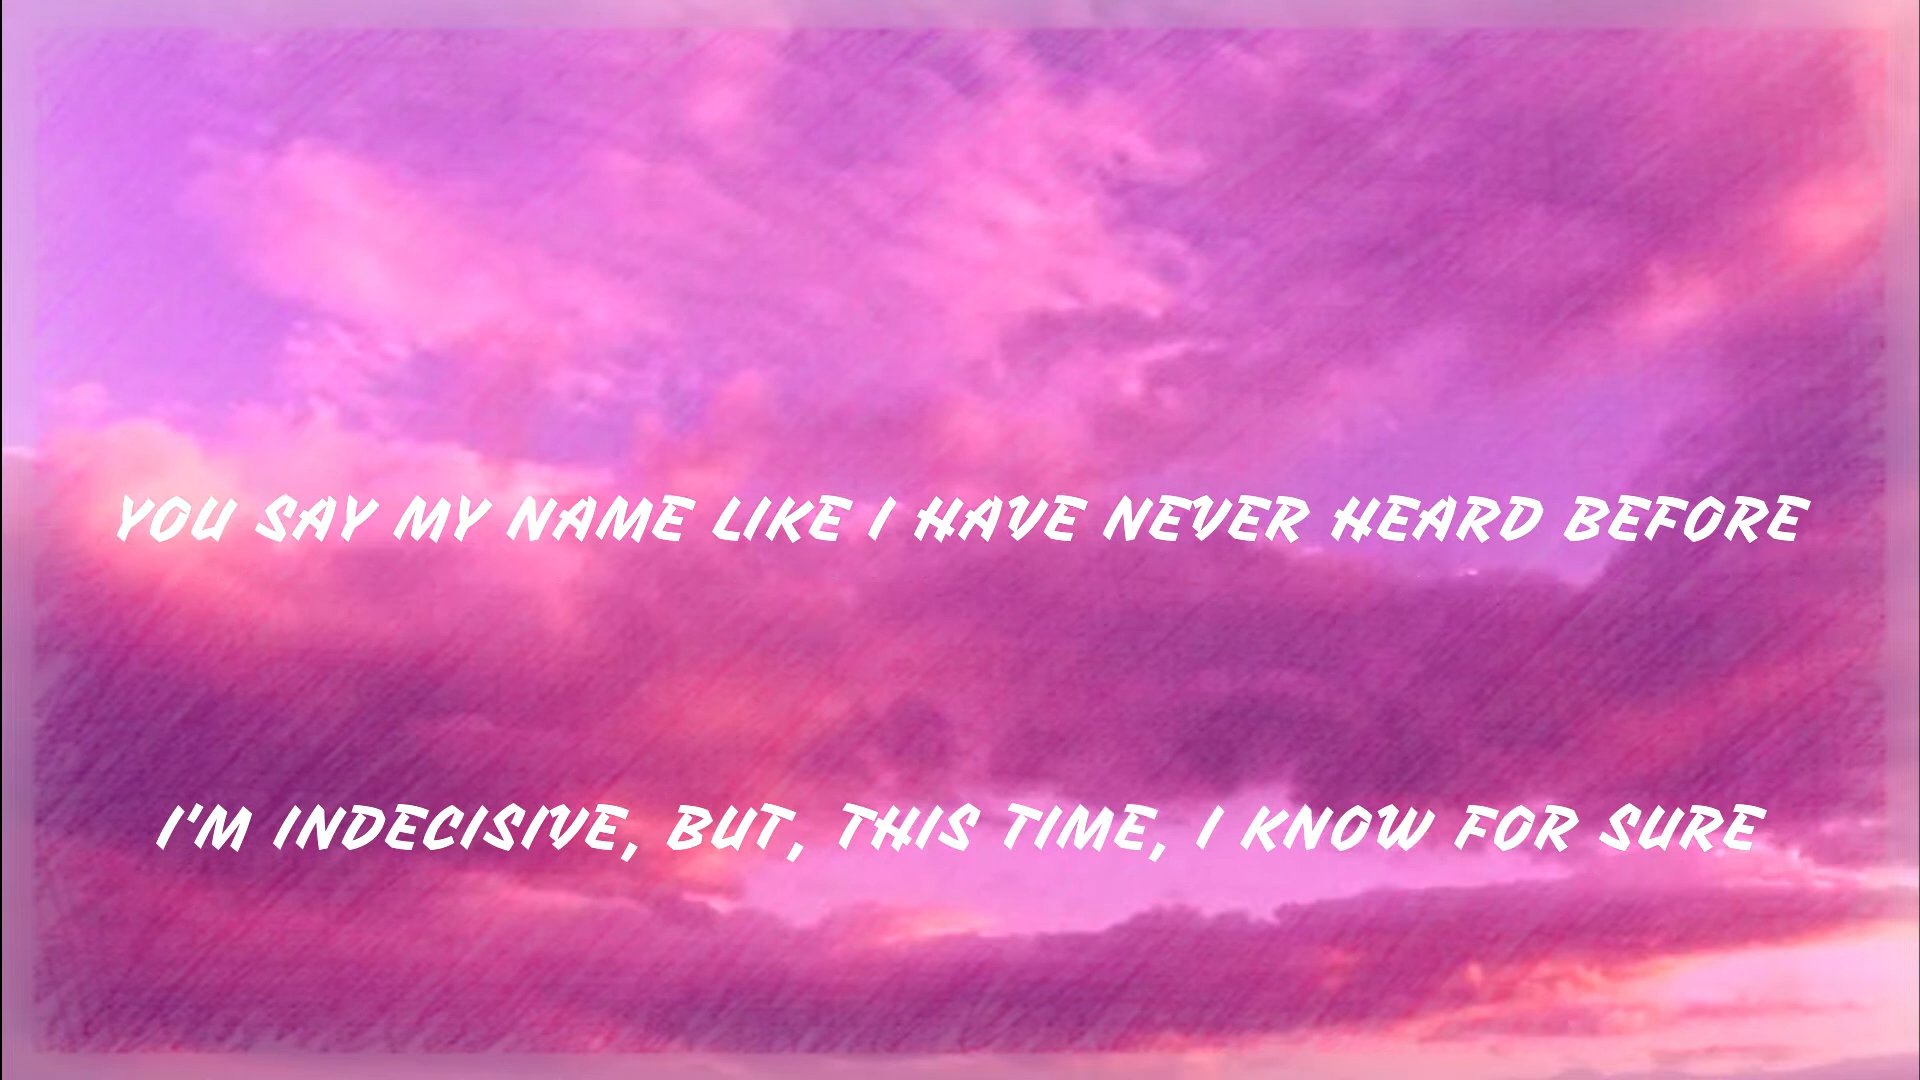 YOU SAY MY NAME LIKE I HAVE NEVER HEARD BEFORE
I'M INDECISIVE, BUT, THIS TIME, I KNOW FOR SURE